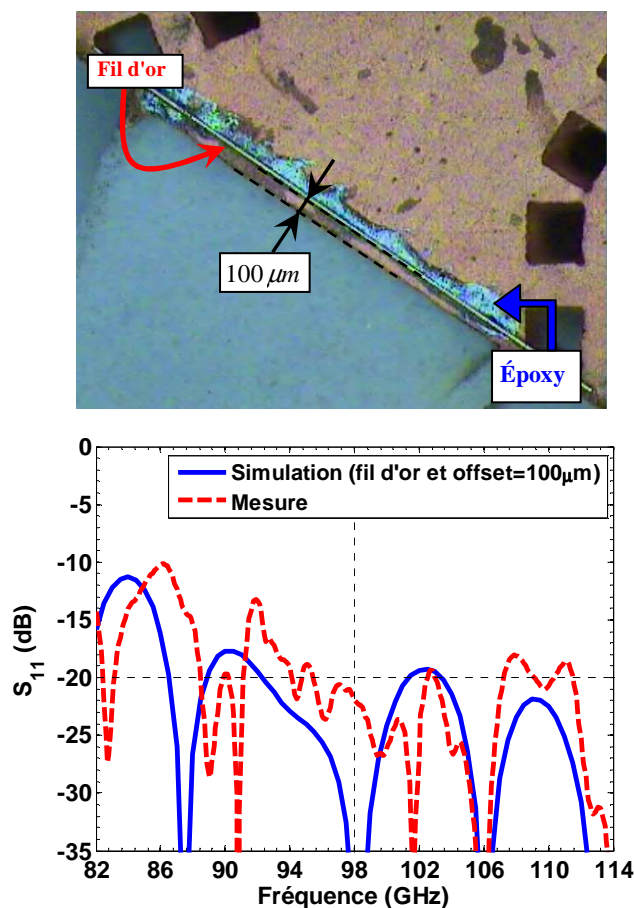 Fil d'or
100 µm
Époxy
0
-5
-10
-15
-20
-25
-30
-35
S11 (dB)
Simulation (fil d'or et offset=100µm)
Mesure
82 86 90 94 98 102 106 110 114
Fréquence (GHz)